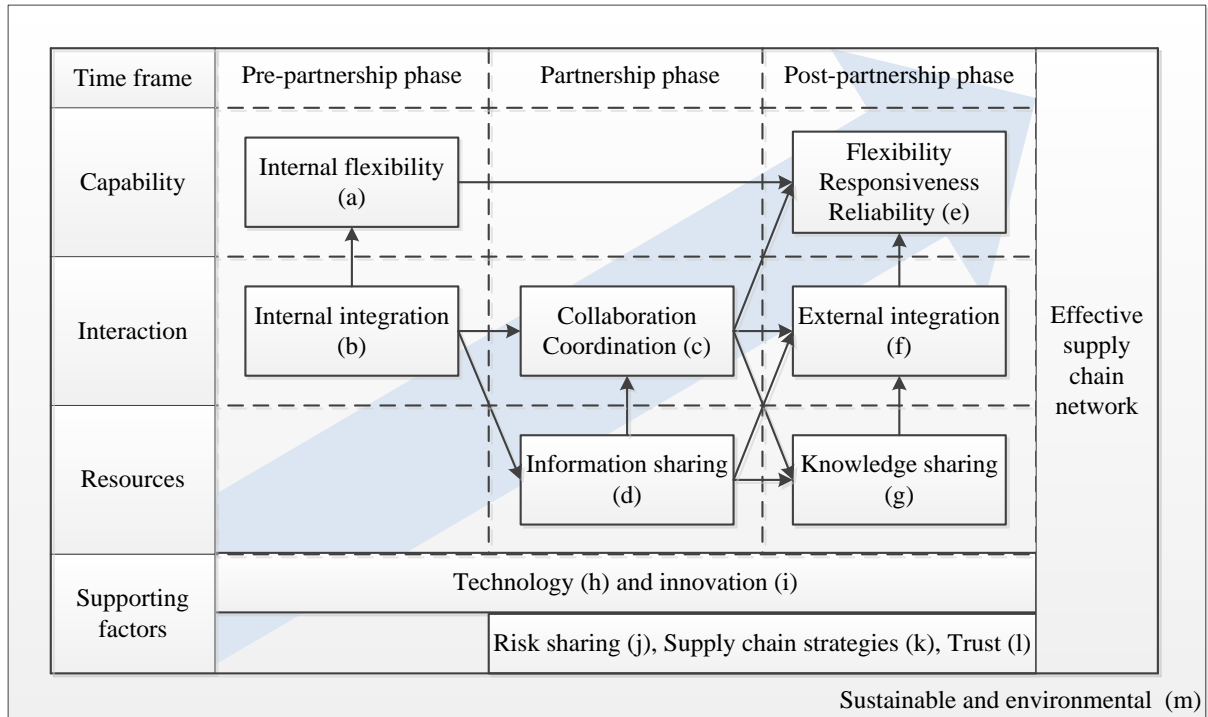 Time frame
Pre-partnership phase
Partnership phase
Post-partnership phase
Capability
Internal flexibility
(a)
Flexibility
Responsiveness
Reliability (e)
Interaction
Internal integration
(b)
Collaboration
Coordination (c)
External integration
(f)
Effective
supply
chain
network
Resources
Information sharing
(d)
Knowledge sharing
(g)
Supporting
factors
Technology (h) and innovation (i)
Risk sharing (j), Supply chain strategies (k), Trust (l)
Sustainable and environmental (m)